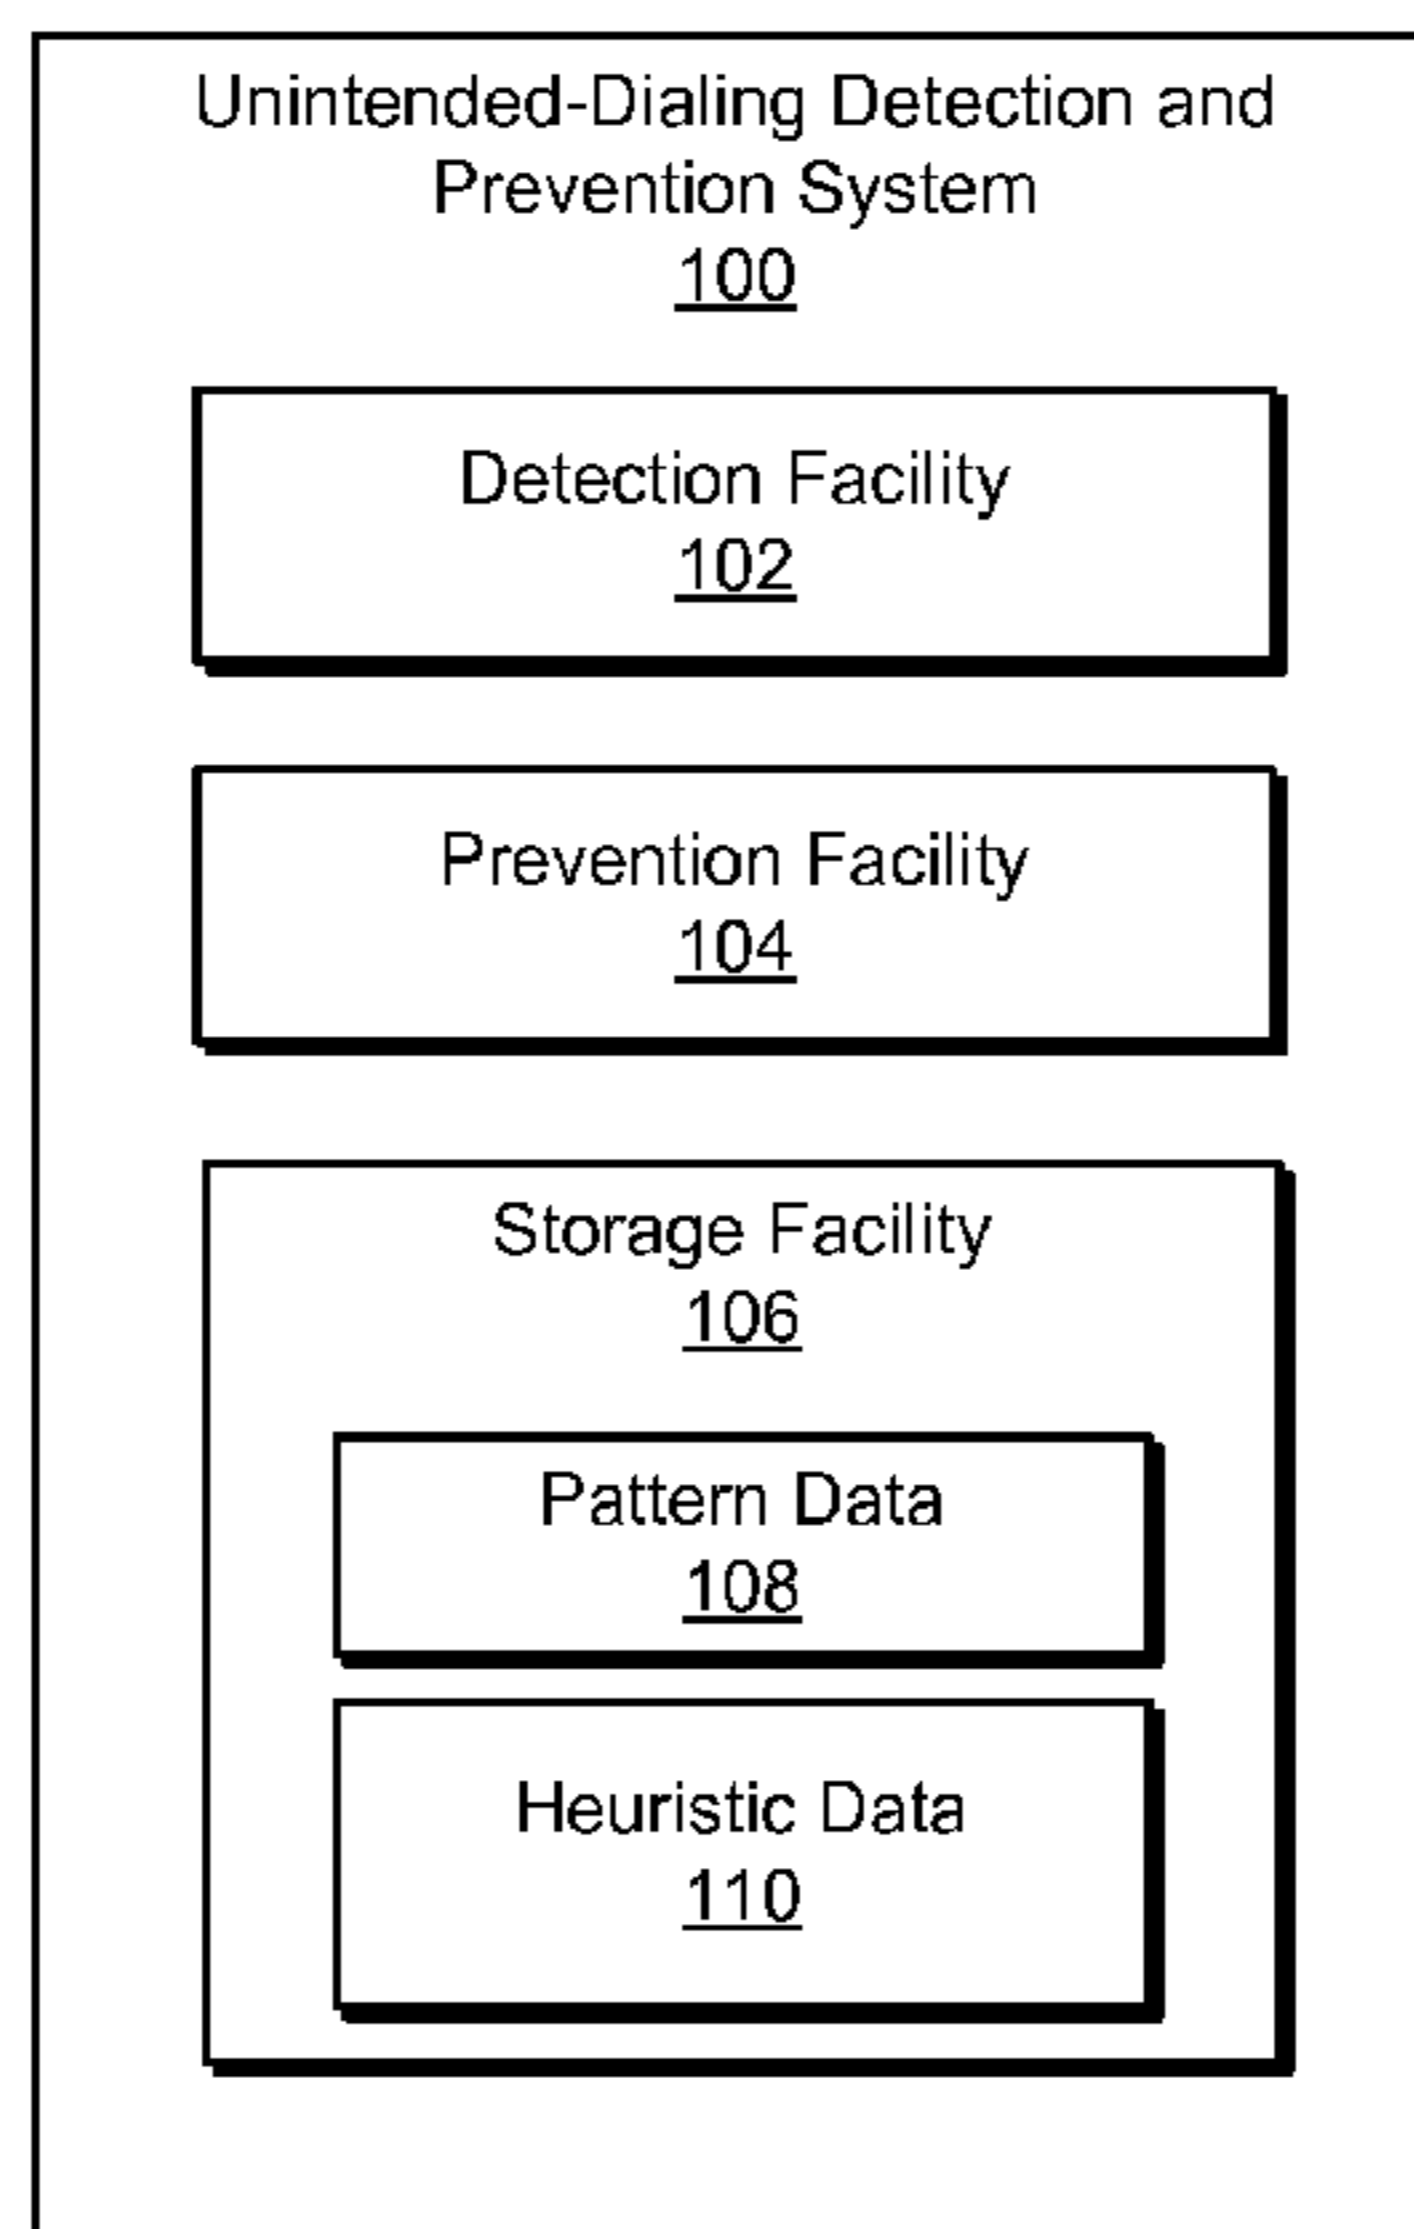 Unintended-Dialing Detection and
Prevention System
100
Detection Facility
102
Prevention Facility
104
Storage Facility
106
Pattern Data
108
Heuristic Data
110